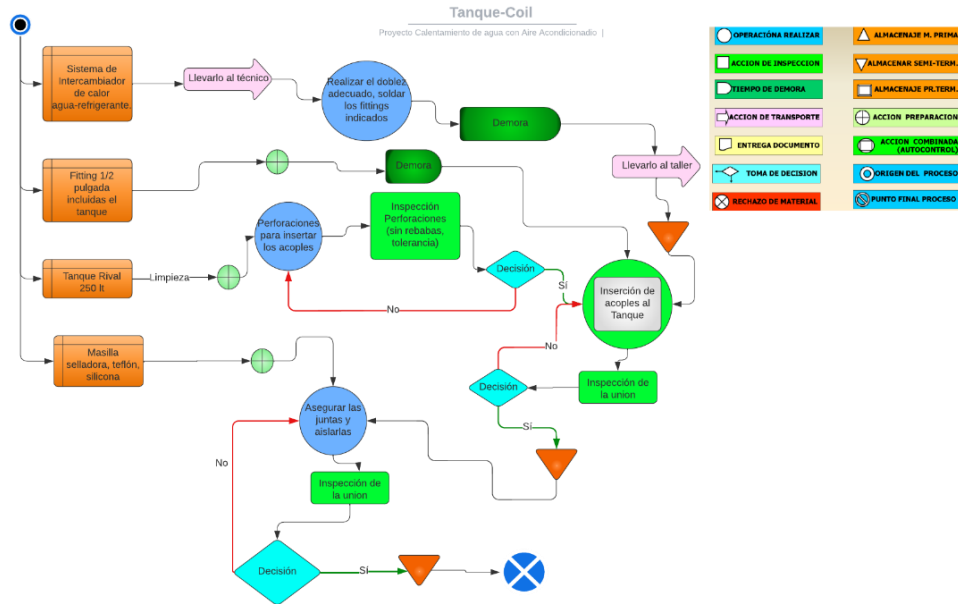 Tanque-Coil
Proyecto Calentamiento de agua con Aire Acondicionadio |
Sistema de
Intercambiador
de calor
agua-refrigerante.
Llevarlo al técnico
Realizar el doblez
adecuado, soldar
los fittings
indicados
Demora
Llevarlo al taller
Fitting 1/2
pulgada
incluidas el
tanque
Demora
Tanque Rival
250 lt
Limpieza
Perforaciones
para insertar
los acoples
Inspección
Perforaciones
(sin rebabas,
tolerancia)
Decisión
Sí
No
Inserción de
acoples al
Tanque
No
Inspección de
la union
Decisión
Sí
Masilla
selladora, teflón,
silicona
Asegurar las
juntas y
aislarlas
No
Inspección de
la union
Decisión
Sí
OPERACIÓNA REALIZAR
ACCION DE INSPECCION
TIEMPO DE DEMORA
ACCION DE TRANSPORTE
ENTREGA DOCUMENTO
TOMA DE DECISION
RECHAZO DE MATERIAL
ALMACENAJE M. PRIMA
ALMACENAR SEMI-TERM.
ALMACENAJE PR.TERM.
ACCION PREPARACION
ACCION COMBINADA
(AUTOCONTROL)
ORIGEN DEL PROCESO
PUNTO FINAL PROCESO